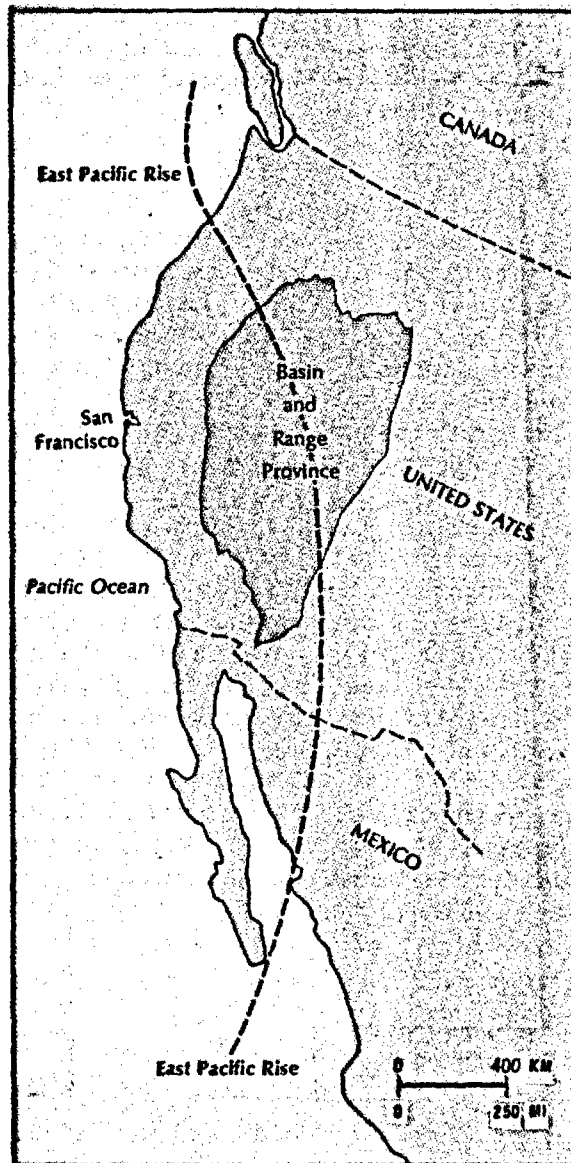 CANADA
East Pacific Rise
Basin
and
Range
Province
San
Francisco
UNITED STATES
Pacific Ocean
MEXICO
East Pacific Rise
0 400 KM
0 250 MI